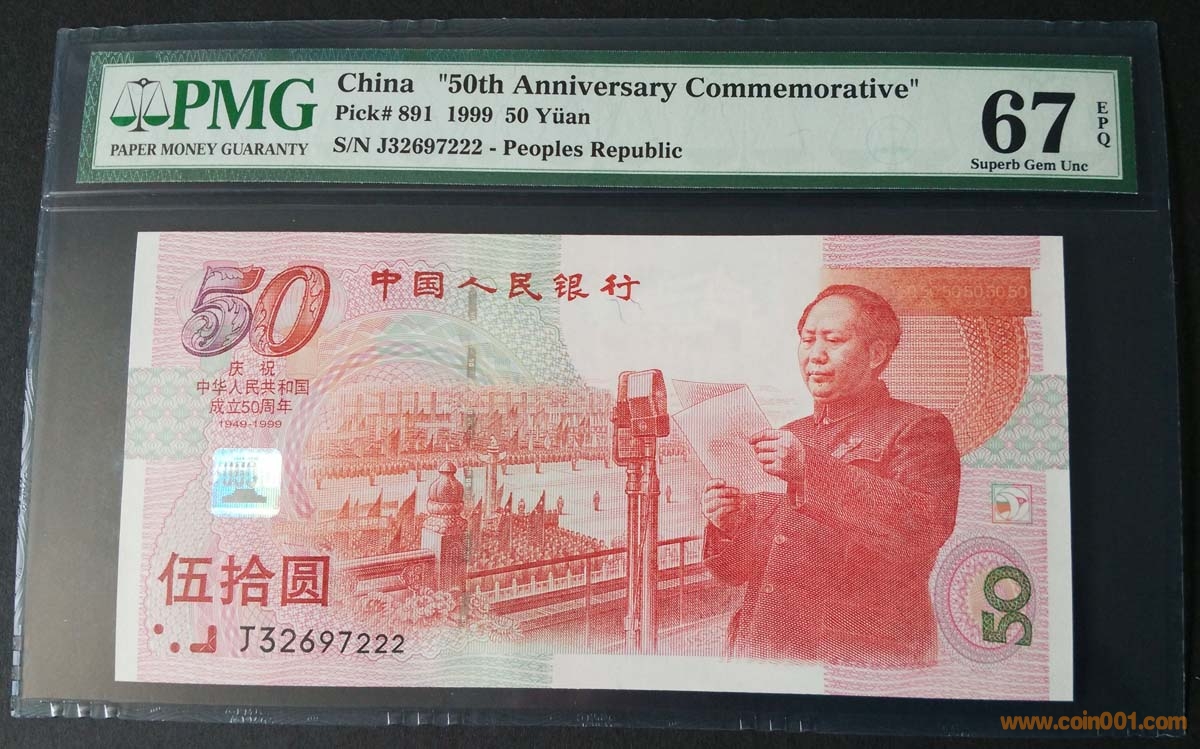 PMG
PAPER MONEY GUARANTY
China "50th Anniversary Commemorative"
Pick# 891 1999 50 Yüan
S/N J32697222 - Peoples Republic
67
EPQ
Superb Gem Unc
50
中国人民银行
庆祝
中华人民共和国
成立50周年
1949-1999
伍拾圆
J32697222
50
www.coin001.com